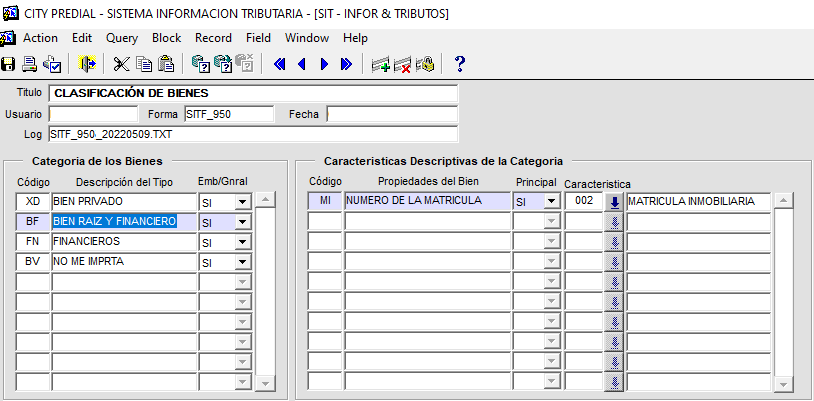 CITY PREDIAL - SISTEMA INFORMACION TRIBUTARIA - [SIT - INFOR & TRIBUTOS]
Action Edit Query Block Record Field Window Help
Titulo CLASIFICACIÓN DE BIENES
Usuario Forma SITF_950 Fecha
Log SITF_950_20220509.TXT
Categoria de los Bienes
Código Descripción del Tipo Emb/Gnral
XD BIEN PRIVADO SI
BF BIEN RAIZ Y FINANCIERO SI
FN FINANCIEROS SI
BV NO ME IMPRTA SI
Caracteristicas Descriptivas de la Categoria
Código Propiedades del Bien Principal Caracteristica
MI NUMERO DE LA MATRICULA SI 002 MATRICULA INMOBILIARIA